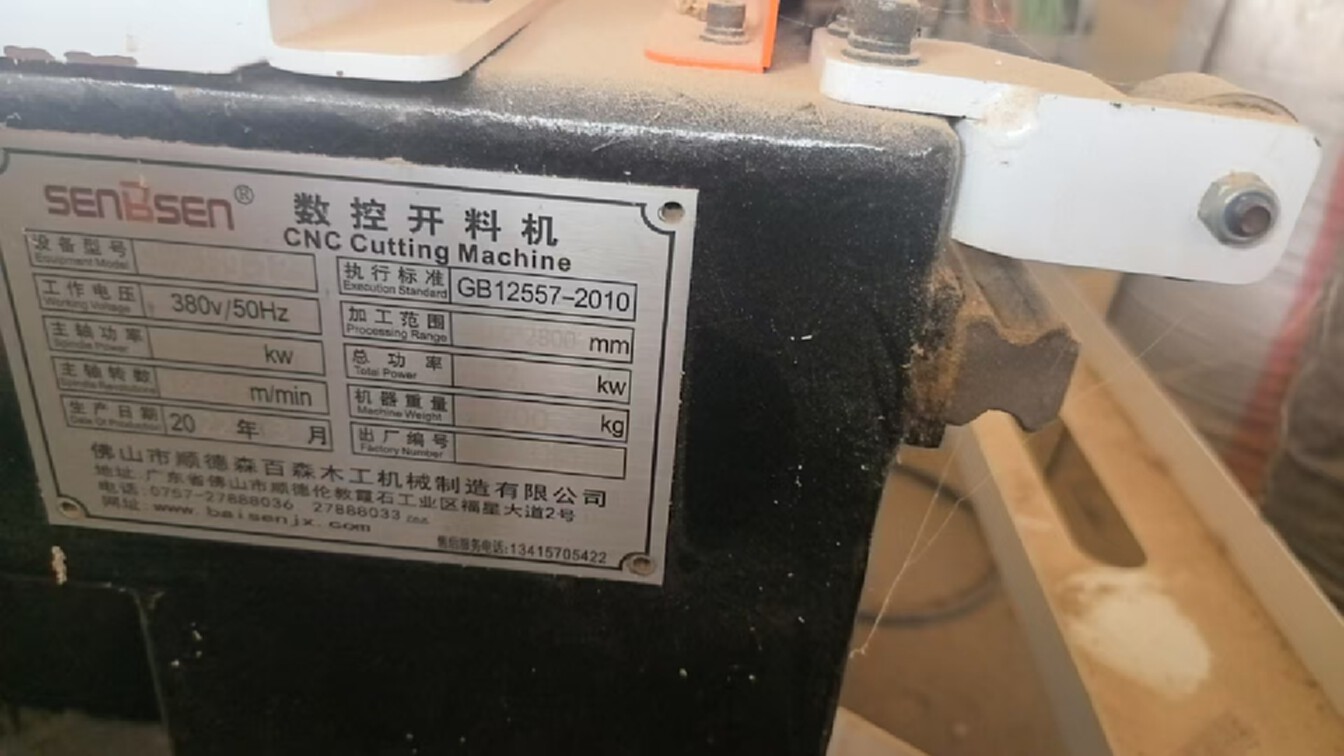 SENBSEN®
数控开料机
CNC Cutting Machine
设备型号
Equipment Model
工作电压
Working Voltage
380v/50Hz
主轴功率
Spindle Power
kw
主轴转数
Spindle Revolutions
m/min
生产日期
Date Of Production
20 年 月
执行标准
Execution Standard
GB12557-2010
加工范围
Processing Range
2800 mm
总功率
Total Power
kw
机器重量
Machine Weight
kg
出厂编号
Factory Number
佛山市顺德森百森木工机械制造有限公司
地址:广东省佛山市顺德伦教霞石工业区福星大道2号
电话:0757-27888036 27888033
网址:www.baisenjx.com
售后服务电话:13415705422